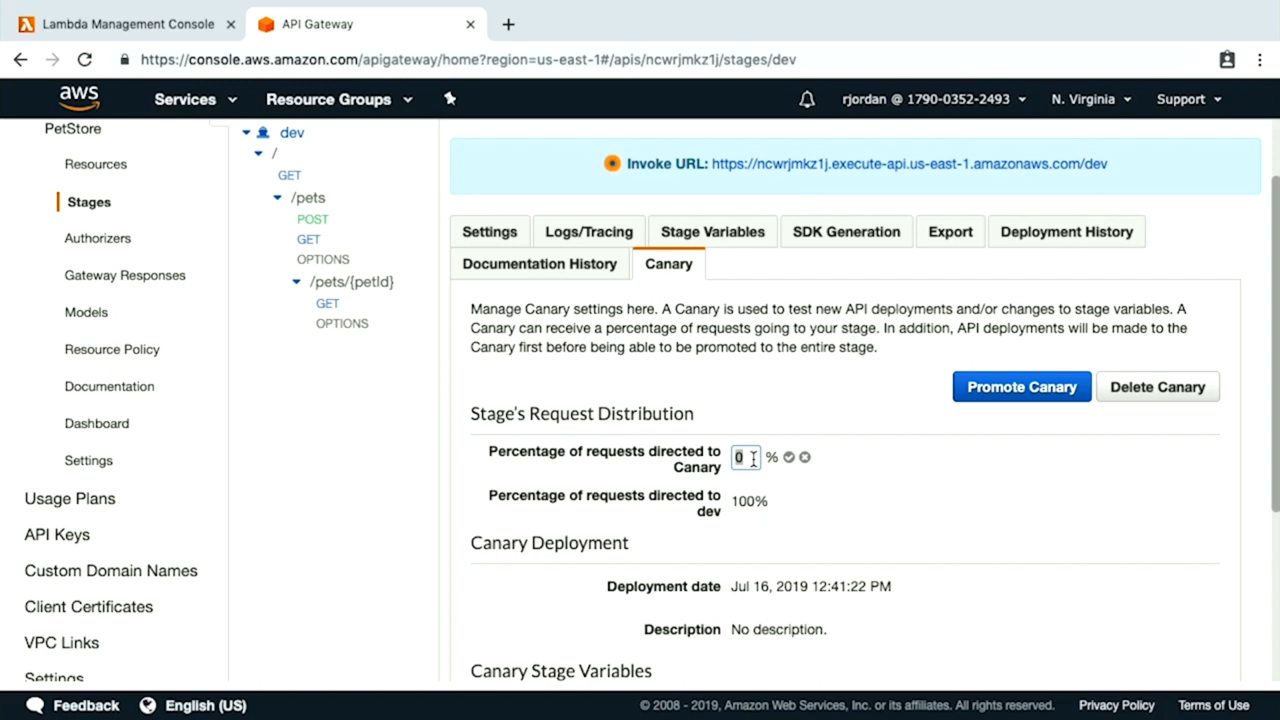 Lambda Management Console
API Gateway
https://console.aws.amazon.com/apigateway/home?region=us-east-1#/apis/ncwrjmkz1j/stages/dev
aws
Services
Resource Groups
rjordan @ 1790-0352-2493
N. Virginia
Support
PetStore
Resources
Stages
Authorizers
Gateway Responses
Models
Resource Policy
Documentation
Dashboard
Settings
Usage Plans
API Keys
Custom Domain Names
Client Certificates
VPC Links
Settings
dev
/
GET
/pets
POST
GET
OPTIONS
/pets/{petId}
GET
OPTIONS
Invoke URL: https://ncwrjmkz1j.execute-api.us-east-1.amazonaws.com/dev
Settings
Logs/Tracing
Stage Variables
SDK Generation
Export
Deployment History
Documentation History
Canary
Manage Canary settings here. A Canary is used to test new API deployments and/or changes to stage variables. A
Canary can receive a percentage of requests going to your stage. In addition, API deployments will be made to the
Canary first before being able to be promoted to the entire stage.
Promote Canary
Delete Canary
Stage's Request Distribution
Percentage of requests directed to
Canary
0 %
Percentage of requests directed to
dev
100%
Canary Deployment
Deployment date Jul 16, 2019 12:41:22 PM
Description No description.
Canary Stage Variables
Feedback
English (US)
© 2008 - 2019, Amazon Web Services, Inc. or its affiliates. All rights reserved.
Privacy Policy
Terms of Use